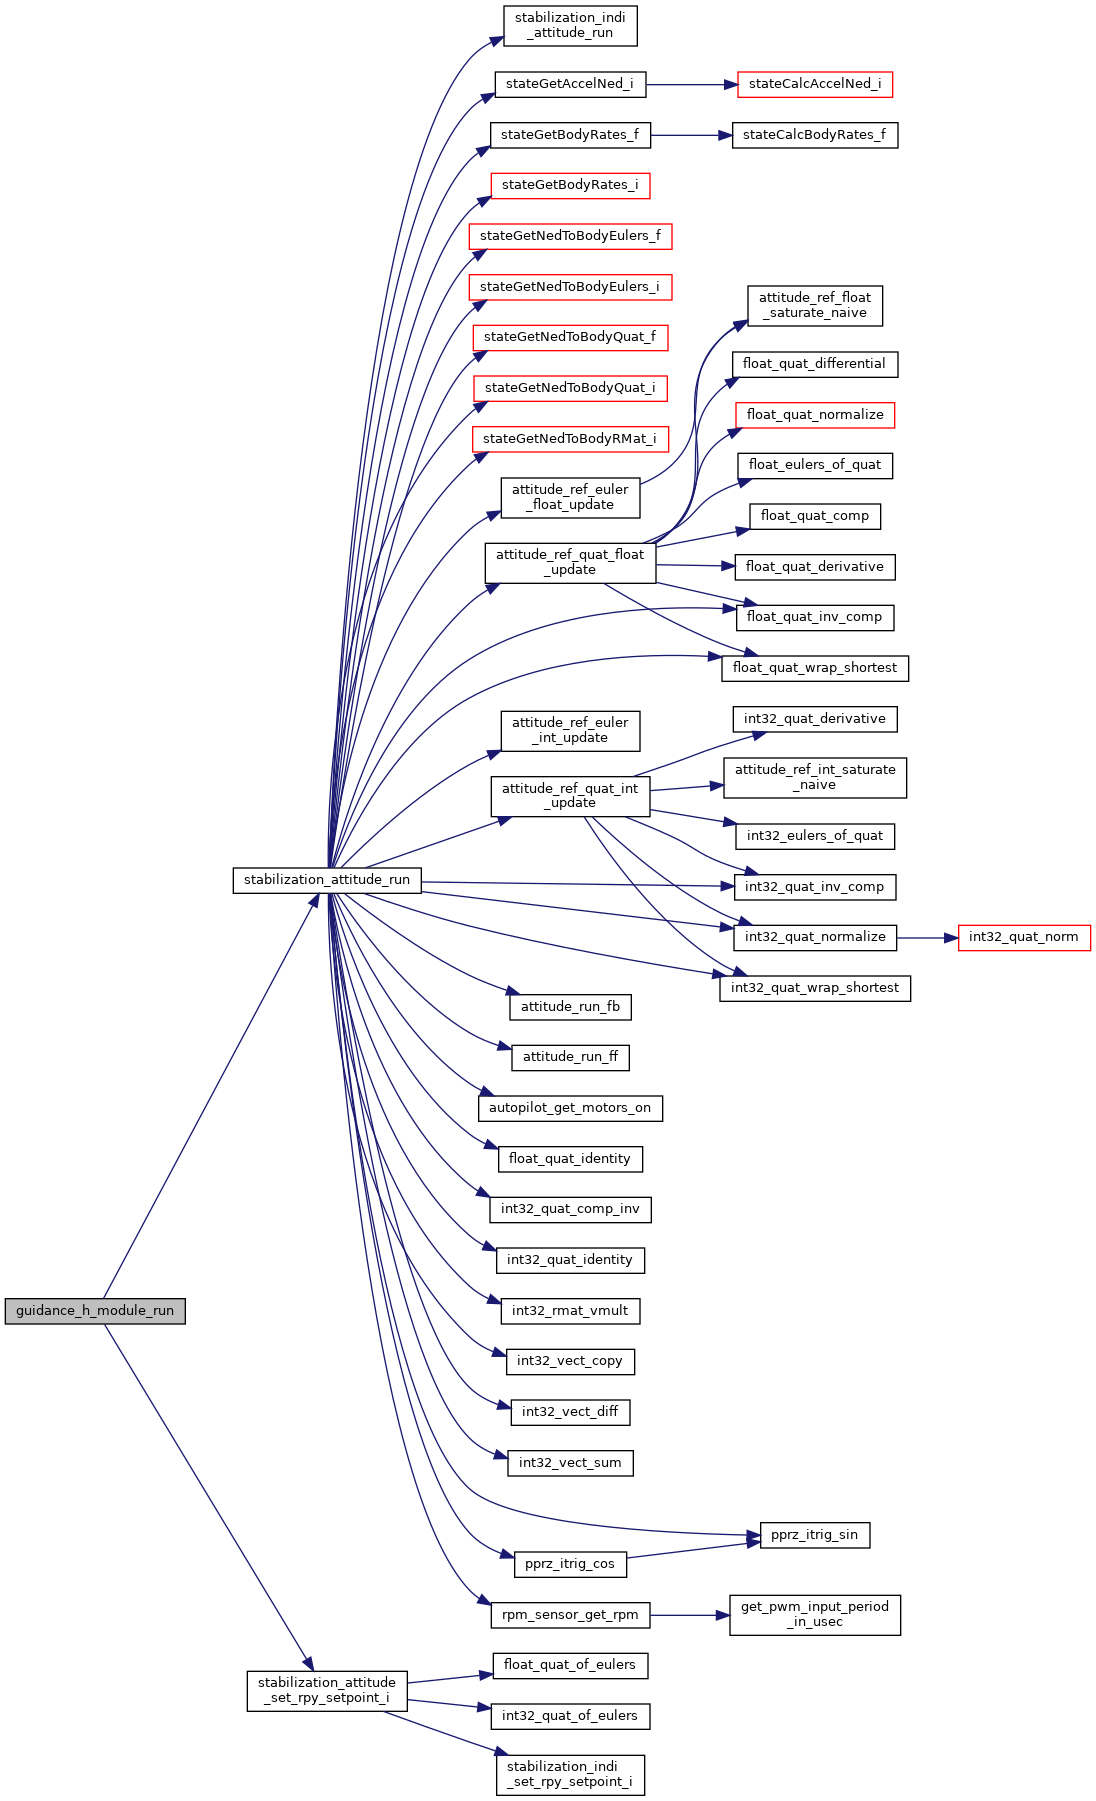 stabilization_indi
_attitude_run
stateGetAccelNed_i
stateCalcAccelNed_i
stateGetBodyRates_f
stateCalcBodyRates_f
stateGetBodyRates_i
stateGetNedToBodyEulers_f
stateGetNedToBodyEulers_i
attitude_ref_float
_saturate_naive
stateGetNedToBodyQuat_f
float_quat_differential
stateGetNedToBodyQuat_i
float_quat_normalize
stateGetNedToBodyRMat_i
float_eulers_of_quat
attitude_ref_euler
_float_update
float_quat_comp
attitude_ref_quat_float
_update
float_quat_derivative
float_quat_inv_comp
float_quat_wrap_shortest
attitude_ref_euler
_int_update
int32_quat_derivative
attitude_ref_quat_int
_update
attitude_ref_int_saturate
_naive
int32_eulers_of_quat
stabilization_attitude_run
int32_quat_inv_comp
int32_quat_normalize
int32_quat_norm
int32_quat_wrap_shortest
attitude_run_fb
attitude_run_ff
autopilot_get_motors_on
float_quat_identity
int32_quat_comp_inv
int32_quat_identity
guidance_h_module_run
int32_rmat_vmult
int32_vect_copy
int32_vect_diff
int32_vect_sum
pprz_itrig_sin
pprz_itrig_cos
rpm_sensor_get_rpm
get_pwm_input_period
_in_usec
float_quat_of_eulers
stabilization_attitude
_set_rpy_setpoint_i
int32_quat_of_eulers
stabilization_indi
_set_rpy_setpoint_i